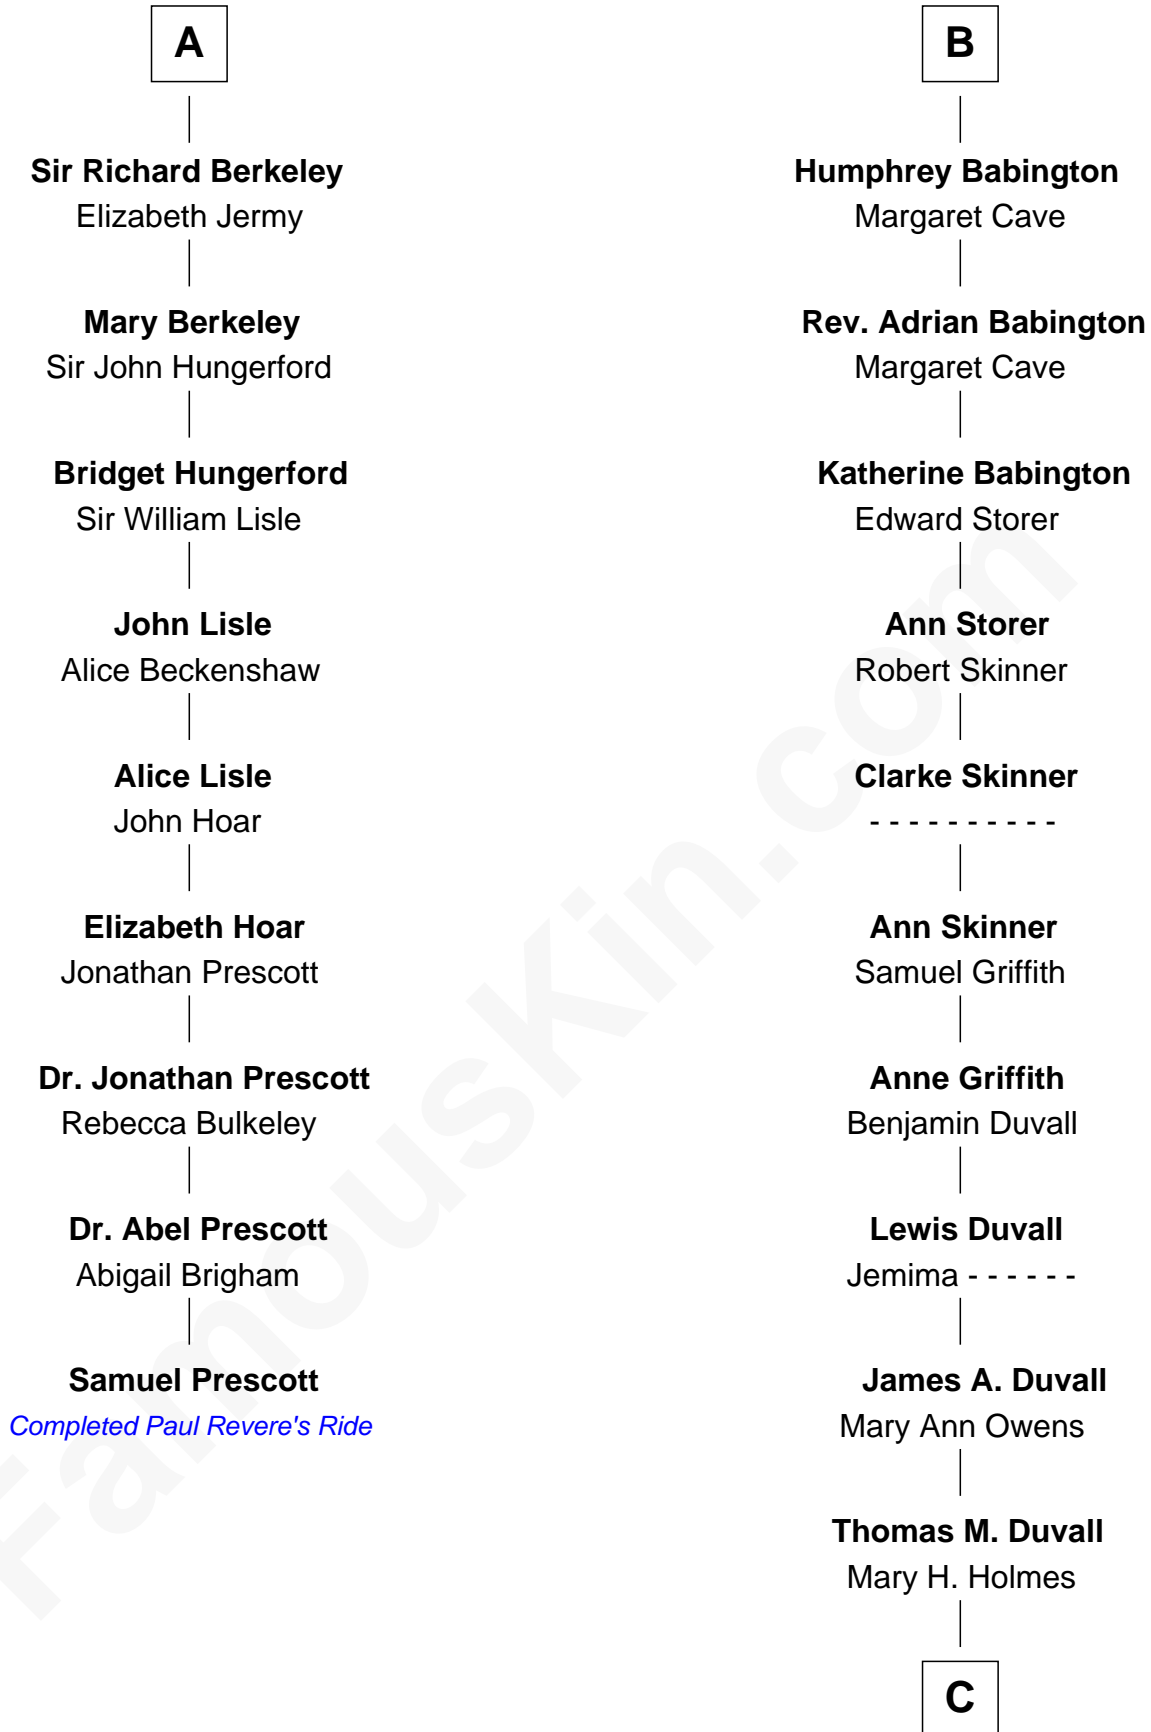 A
Sir Richard Berkeley
Elizabeth Jermy
Mary Berkeley
Sir John Hungerford
Bridget Hungerford
Sir William Lisle
John Lisle
Alice Beckenshaw
Alice Lisle
John Hoar
Elizabeth Hoar
Jonathan Prescott
Dr. Jonathan Prescott
Rebecca Bulkeley
Dr. Abel Prescott
Abigail Brigham
Samuel Prescott
Completed Paul Revere's Ride
B
Humphrey Babington
Margaret Cave
Rev. Adrian Babington
Margaret Cave
Katherine Babington
Edward Storer
Ann Storer
Robert Skinner
Clarke Skinner
- - - - - - - - - -
Ann Skinner
Samuel Griffith
Anne Griffith
Benjamin Duvall
Lewis Duvall
Jemima - - - - - -
James A. Duvall
Mary Ann Owens
Thomas M. Duvall
Mary H. Holmes
C
FamousKin.com